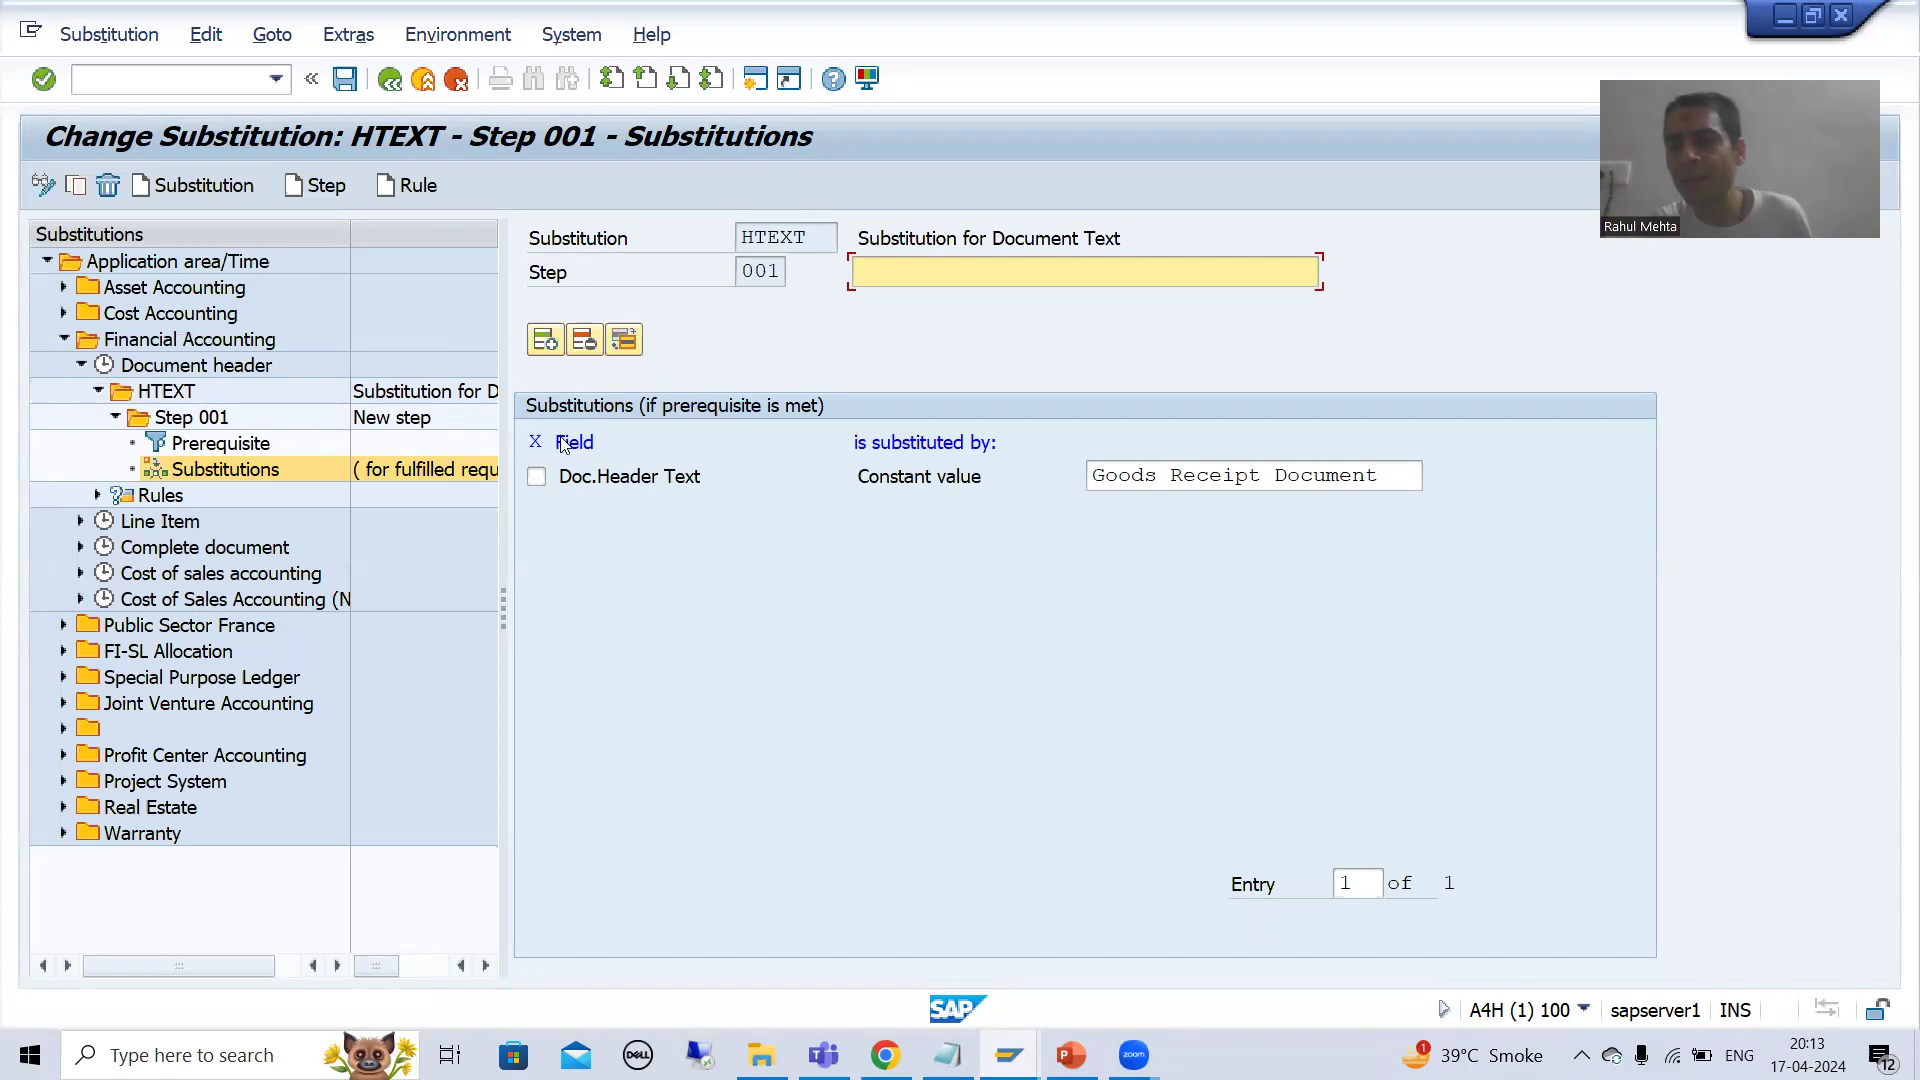 Substitution Edit Goto Extras Environment System Help
Change Substitution: HTEXT - Step 001 - Substitutions
Substitution Step Rule
Rahul Mehta
Substitutions
Application area/Time
Asset Accounting
Cost Accounting
Financial Accounting
Document header
HTEXT Substitution for D
Step 001 New step
Prerequisite
Substitutions ( for fulfilled requ
Rules
Line Item
Complete document
Cost of sales accounting
Cost of Sales Accounting (N
Public Sector France
FI-SL Allocation
Special Purpose Ledger
Joint Venture Accounting
Profit Center Accounting
Project System
Real Estate
Warranty
Substitution HTEXT Substitution for Document Text
Step 001
Substitutions (if prerequisite is met)
X Field is substituted by:
Doc.Header Text Constant value Goods Receipt Document
Entry 1 of 1
SAP
A4H (1) 100 sapserver1 INS
Type here to search
DELL
zoom
1
39°C Smoke
ENG
20:13
17-04-2024
12